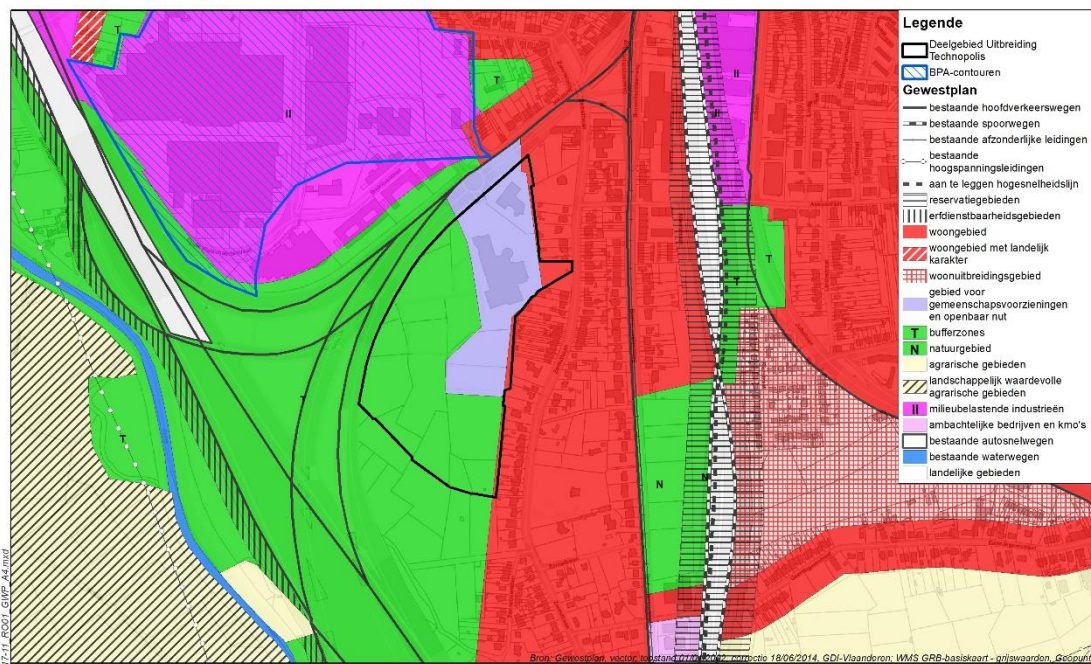 Legende
Deelgebied Uitbreiding
Technopolis
BPA-contouren
Gewestplan
bestaande hoofdverkeerswegen
bestaande spoorwegen
bestaande afzonderlijke leidingen
bestaande
hoogspanningsleidingen
aan te leggen hogesnelheidslijn
reservatiegebieden
erfdienstbaarheidsgebieden
woongebied
woongebied met landelijk
karakter
woonuitbreidingsgebied
gebied voor
gemeenschapsvoorzieningen
en openbaar nut
T bufferzones
N natuurgebied
agrarische gebieden
landschappelijk waardevolle
agrarische gebieden
II milieubelastende industrieën
ambachtelijke bedrijven en kmo's
bestaande autosnelwegen
bestaande waterwegen
landelijke gebieden
T
II
T
II
T
T
T
N
N
17-11_RO01_GWP_A4.mxd
Bron: Gewestplan, vector, toestand correctie 18/06/2014, GDI-Vlaanderen; WMS GRB-basiskaart - grijswaarden, Geopunt